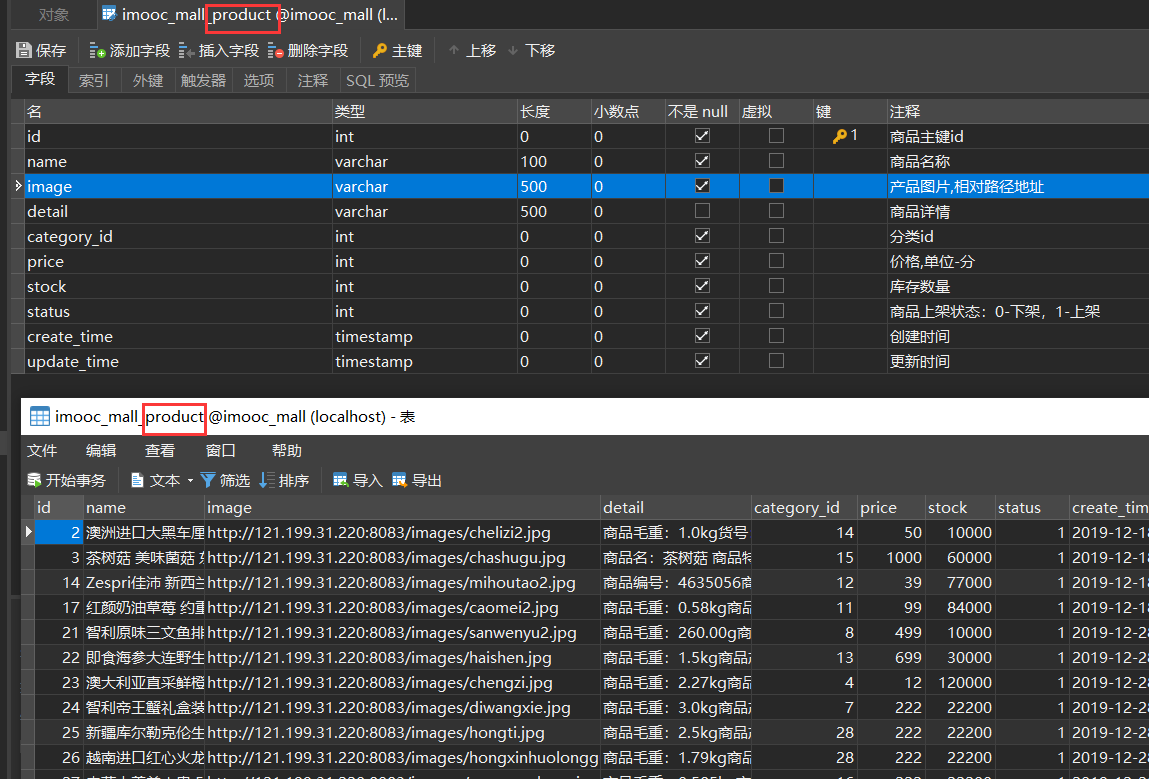 对象 imooc_mall_product @imooc_mall (l...
保存 添加字段 插入字段 删除字段 主键 上移 下移
字段 索引 外键 触发器 选项 注释 SQL 预览
名 类型 长度 小数点 不是 null 虚拟 键 注释
id int 0 0 1 商品主键id
name varchar 100 0 商品名称
image varchar 500 0 产品图片,相对路径地址
detail varchar 500 0 商品详情
category_id int 0 0 分类id
price int 0 0 价格,单位-分
stock int 0 0 库存数量
status int 0 0 商品上架状态：0-下架，1-上架
create_time timestamp 0 0 创建时间
update_time timestamp 0 0 更新时间
imooc_mall_product @imooc_mall (localhost) - 表
文件 编辑 查看 窗口 帮助
开始事务 文本 筛选 排序 导入 导出
id name image detail category_id price stock status create_tim
2 澳洲进口大黑车厘 http://121.199.31.220:8083/images/chelizi2.jpg 商品毛重：1.0kg货号 14 50 10000 1 2019-12-18
3 茶树菇 美味菌菇 东 http://121.199.31.220:8083/images/chashugu.jpg 商品名：茶树菇 商品特 15 1000 60000 1 2019-12-18
14 Zespri佳沛 新西兰 http://121.199.31.220:8083/images/mihoutao2.jpg 商品编号：4635056商 12 39 77000 1 2019-12-18
17 红颜奶油草莓 约重 http://121.199.31.220:8083/images/caomei2.jpg 商品毛重：0.58kg商品 11 99 84000 1 2019-12-18
21 智利原味三文鱼排 http://121.199.31.220:8083/images/sanwenyu2.jpg 商品毛重：260.00g商 8 499 10000 1 2019-12-28
22 即食海参大连野生 http://121.199.31.220:8083/images/haishen.jpg 商品毛重：1.5kg商品 13 699 30000 1 2019-12-28
23 澳大利亚直采鲜橙 http://121.199.31.220:8083/images/chengzi.jpg 商品毛重：2.27kg商品 4 12 120000 1 2019-12-28
24 智利帝王蟹礼盒装 http://121.199.31.220:8083/images/diwangxie.jpg 商品毛重：3.0kg商品 7 222 22200 1 2019-12-28
25 新疆库尔勒克伦生 http://121.199.31.220:8083/images/hongti.jpg 商品毛重：2.5kg商品 28 222 22200 1 2019-12-28
26 越南进口红心火龙 http://121.199.31.220:8083/images/hongxinhuolongg 商品毛重：1.79kg商品 28 222 22200 1 2019-12-28